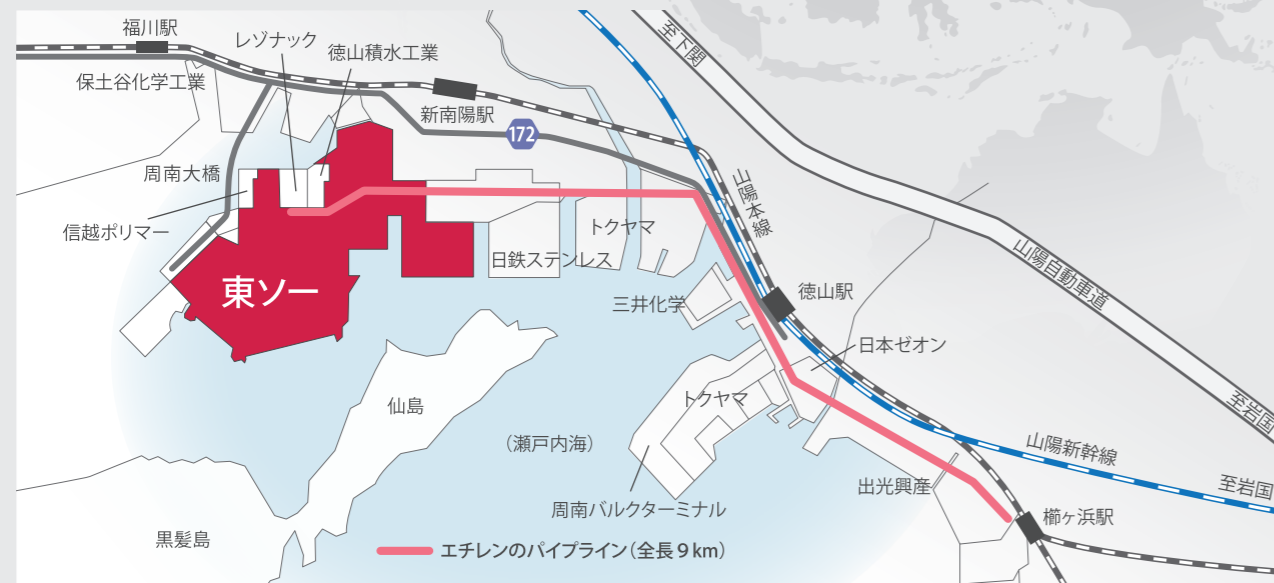 福川駅
レゾナック
徳山積水工業
至下関
保土谷化学工業
新南陽駅
172
周南大橋
山陽本線
信越ポリマー
トクヤマ
日鉄ステンレス
山陽自動車道
東ソー
三井化学
徳山駅
日本ゼオン
仙島
トクヤマ
至岩国
(瀬戸内海)
山陽新幹線
出光興産
至岩国
周南バルクターミナル
櫛ヶ浜駅
黒髪島
エチレンのパイプライン(全長9km)